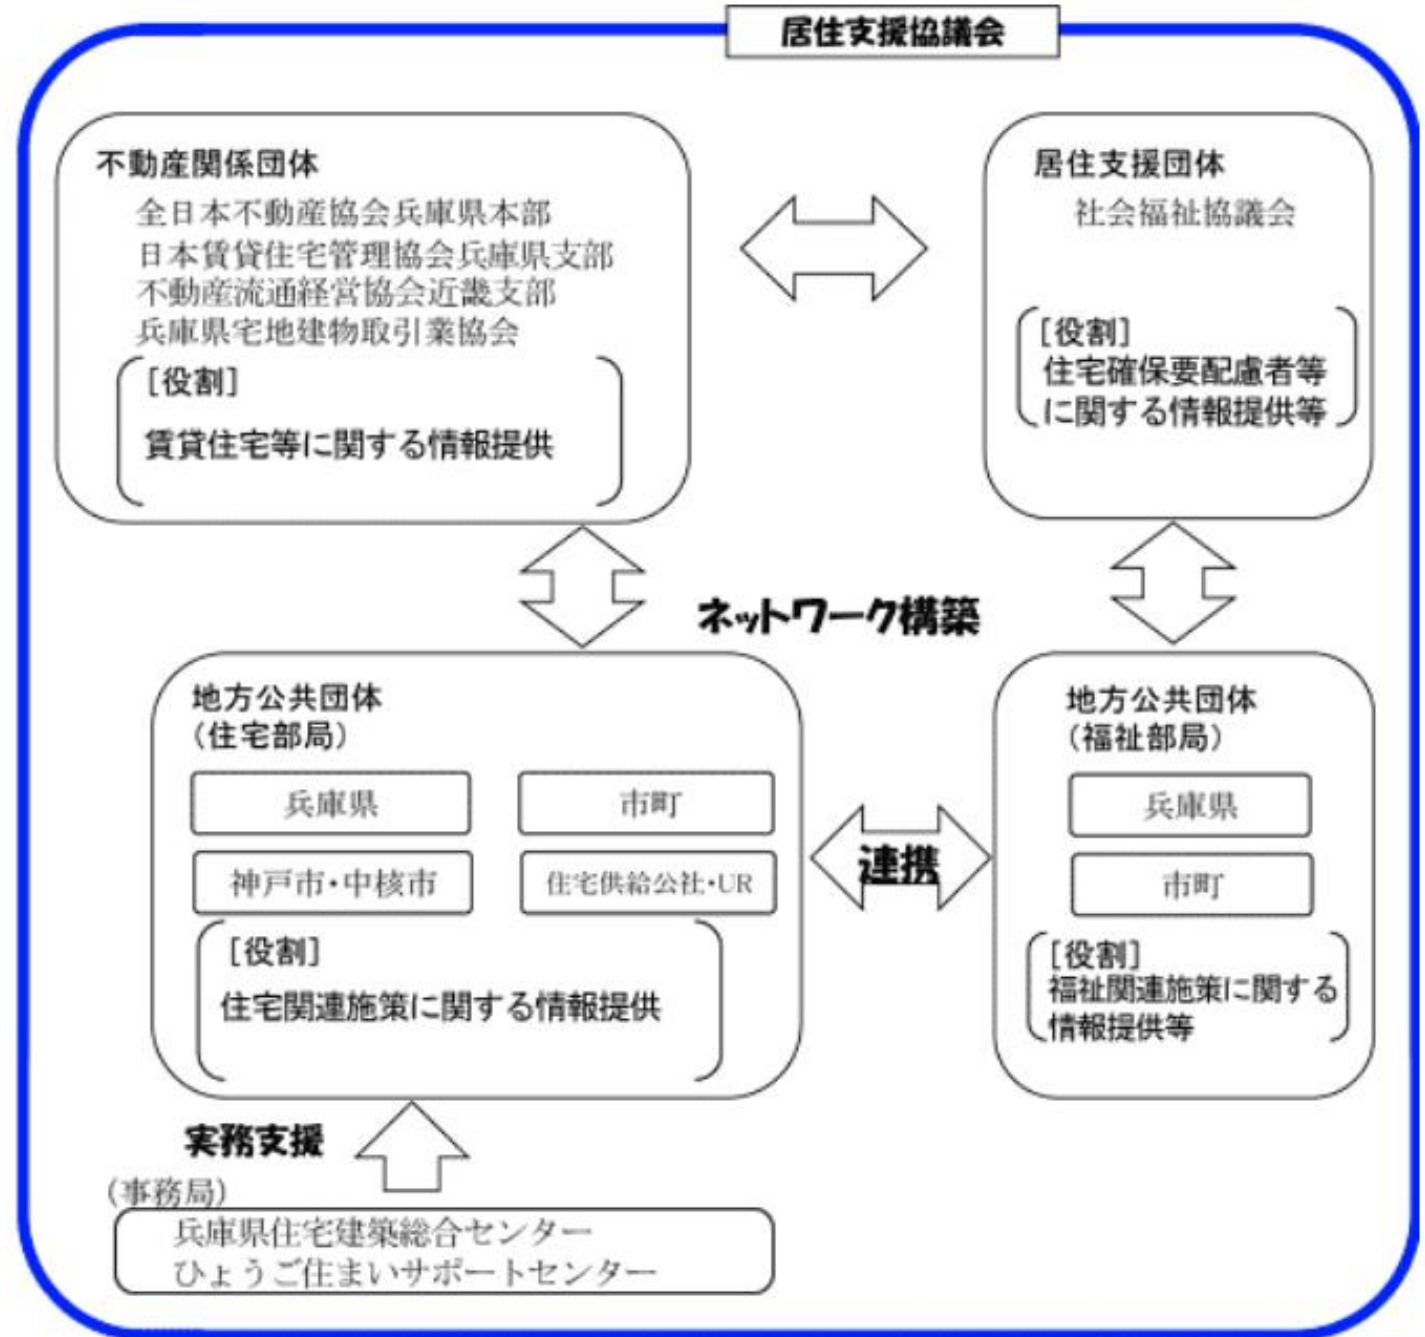 居住支援協議会
不動産関係団体
全日本不動産協会兵庫県本部
日本賃貸住宅管理協会兵庫県支部
不動産流通経営協会近畿支部
兵庫県宅地建物取引業協会
[役割]
賃貸住宅等に関する情報提供
居住支援団体
社会福祉協議会
[役割]
住宅確保要配慮者等
に関する情報提供等
ネットワーク構築
地方公共団体
(住宅部局)
兵庫県
市町
神戸市・中核市
住宅供給公社・UR
[役割]
住宅関連施策に関する情報提供
連携
地方公共団体
(福祉部局)
兵庫県
市町
[役割]
福祉関連施策に関する
情報提供等
実務支援
(事務局)
兵庫県住宅建築総合センター
ひょうご住まいサポートセンター